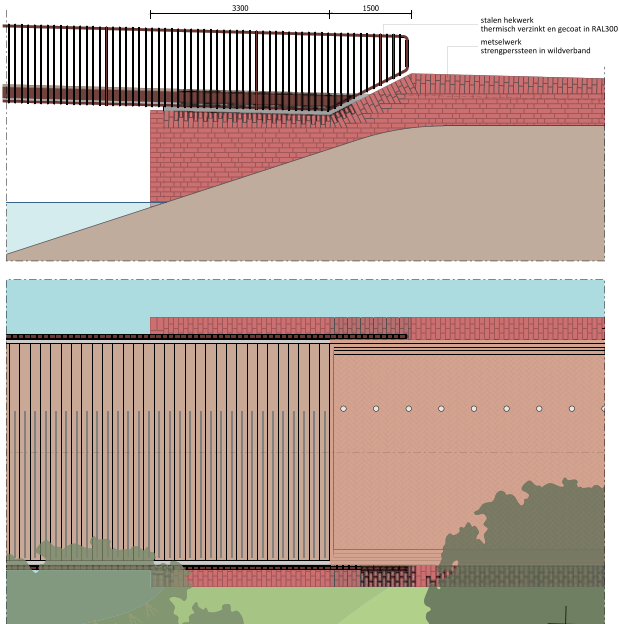 3300
1500
stalen hekwerk
thermisch verzinkt en gecoat in RAL300
metselwerk
strengperssteen in wildverband